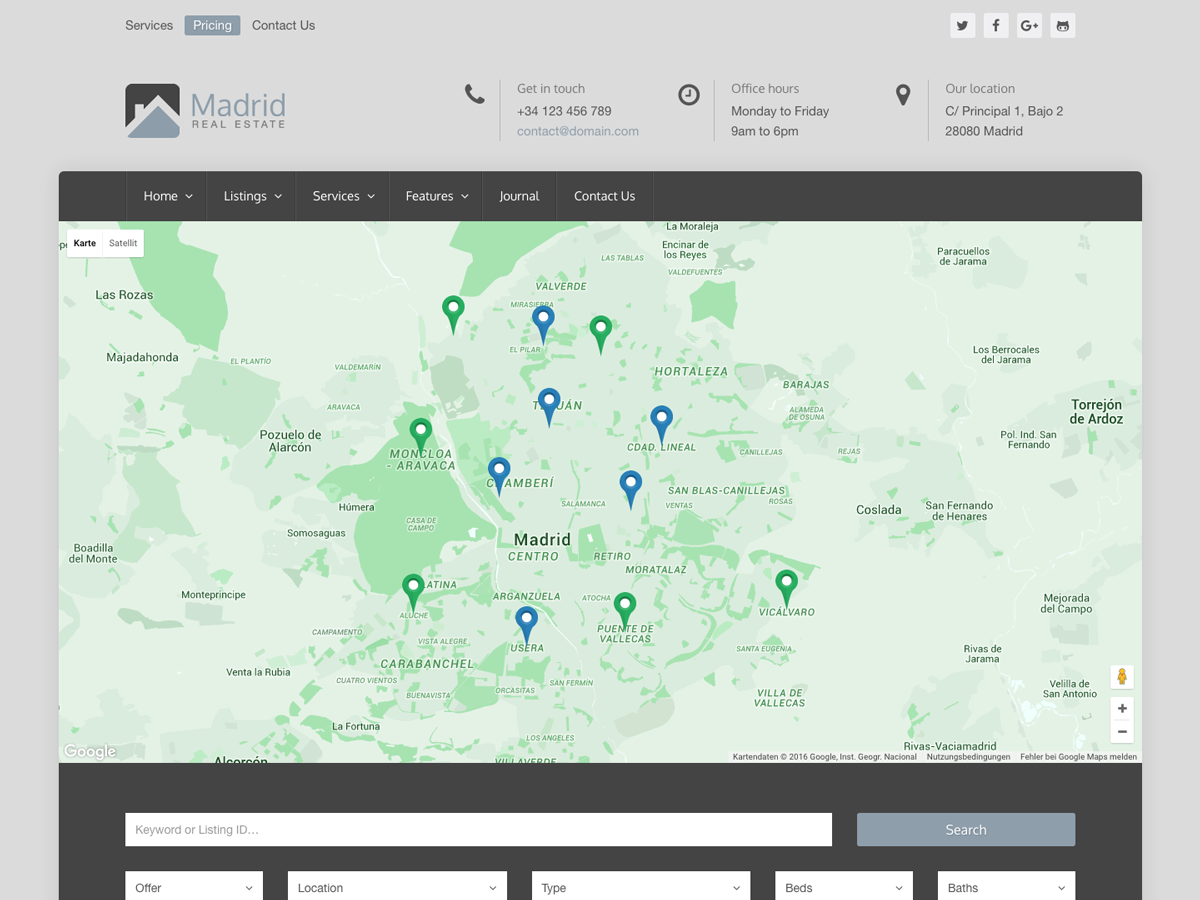 Services Pricing Contact Us
Madrid
REAL ESTATE
Get in touch
+34 123 456 789
contact@domain.com
Office hours
Monday to Friday
9am to 6pm
Our location
C/ Principal 1, Bajo 2
28080 Madrid
Home Listings Services Features Journal Contact Us
Karte Satellit
La Moraleja
Encinar de
los Reyes
LAS TABLAS
VALDEFUENTES
Paracuellos
de Jarama
VALVERDE
Las Rozas
MIRASIERRA
EL PILAR
Majadahonda
EL PLANTÍO
VALDEMARÍN
HORTALEZA
Los Berrocales
del Jarama
BARAJAS
ARAVACA
ALAMEDA
DE OSUNA
Torrejón
de Ardoz
Pozuelo de
Alarcón
Pol. Ind. San
Fernando
CDAD. LINEAL
CANILLEJAS
REJAS
MONCLOA
- ARAVACA
SAN BLAS-CANILLEJAS
ROSAS
Húmera
SALAMANCA
VENTAS
Coslada
San Fernando
de Henares
CASA DE
CAMPO
Somosaguas
Madrid
CENTRO
RETIRO
Boadilla
del Monte
MORATALAZ
LATINA
Monteprincipe
ARGANZUELA
ATOCHA
ALUCHE
VICÁLVARO
Mejorada
del Campo
CAMPAMENTO
PUENTE DE
VALLECAS
VISTA ALEGRE
USERA
SANTA EUGENIA
Rivas de
Jarama
CARABANCHEL
Venta la Rubia
CUATRO VIENTOS
SAN FERMÍN
ORCASITAS
BUENAVISTA
VILLA DE
VALLECAS
Velilla de
San Antonio
La Fortuna
LOS ANGELES
Rivas-Vaciamadrid
Google
Alcorcón
VILLAVERDE
Kartendaten © 2016 Google, Inst. Geogr. Nacional Nutzungsbedingungen Fehler bei Google Maps melden
Keyword or Listing ID... Search
Offer Location Type Beds Baths